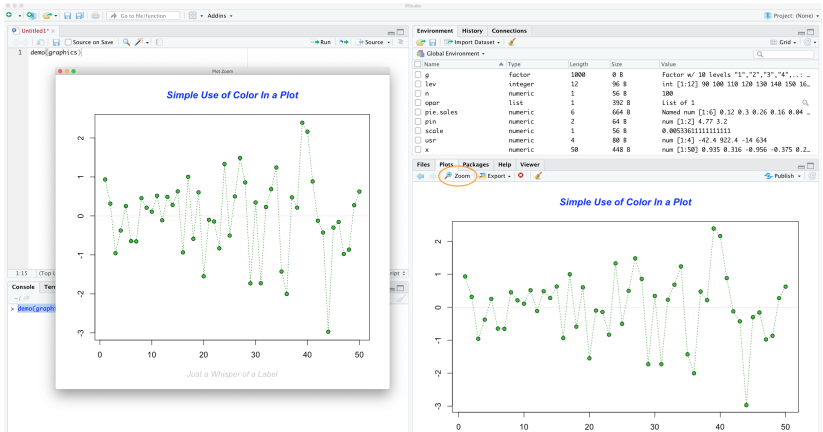 RStudio
Go to file/function
Addins
Project: (None)
Untitled1*
Source on Save
Run
Source
1 demo(graphics)
Plot Zoom
Simple Use of Color In a Plot
2
1
0
-1
-2
-3
0 10 20 30 40 50
Just a Whisper of a Label
1:15 (Top L
ript
Console Terr
~/
> demo(graph
Environment History Connections
Import Dataset
Grid
Global Environment
Name Type Length Size Value
g factor 1000 0 B Factor w/ 10 levels "1","2","3","4",..: …
lev integer 12 96 B int [1:12] 90 100 110 120 130 140 150 16…
n numeric 1 56 B 100
opar list 1 392 B List of 1
pie.sales numeric 6 664 B Named num [1:6] 0.12 0.3 0.26 0.16 0.04 …
pin numeric 2 64 B num [1:2] 4.77 3.2
scale numeric 1 56 B 0.00533611111111111
usr numeric 4 80 B num [1:4] -42.4 922.4 -14 634
x numeric 50 448 B num [1:50] 0.935 0.316 -0.956 -0.375 0.2…
Files Plots Packages Help Viewer
Zoom Export Publish
Simple Use of Color In a Plot
2
1
0
-1
-2
-3
0 10 20 30 40 50